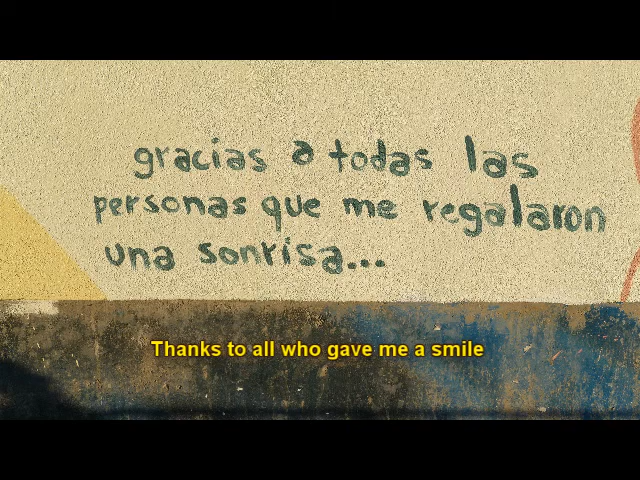 gracias a todas las
personas que me regalaron
una sonrisa...
Thanks to all who gave me a smile